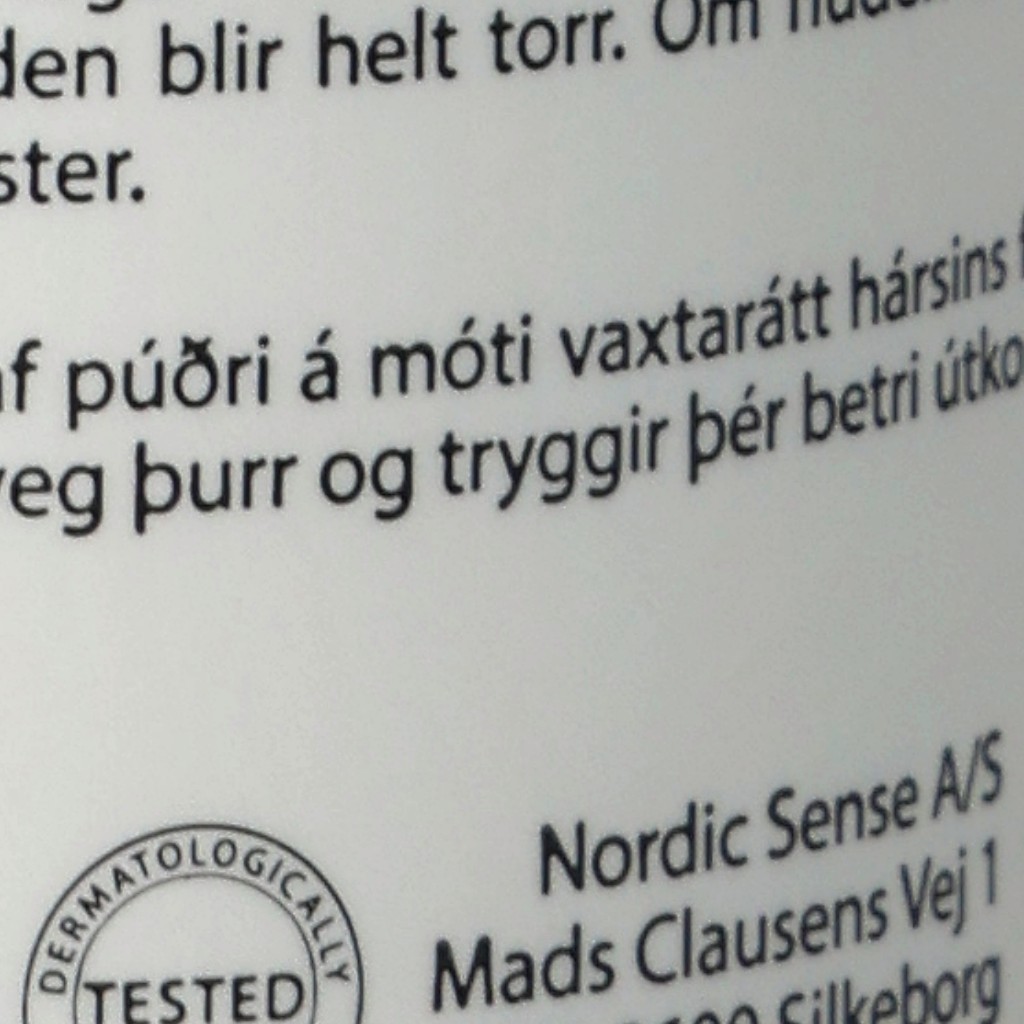 den blir helt torr. Om
ster.
af púðri á móti vaxtarátt hársins
veg þurr og tryggir þér betri útko
Nordic Sense A/S
Mads Clausens Vej 1
Silkeborg
DERMATOLOGICALLY
TESTED